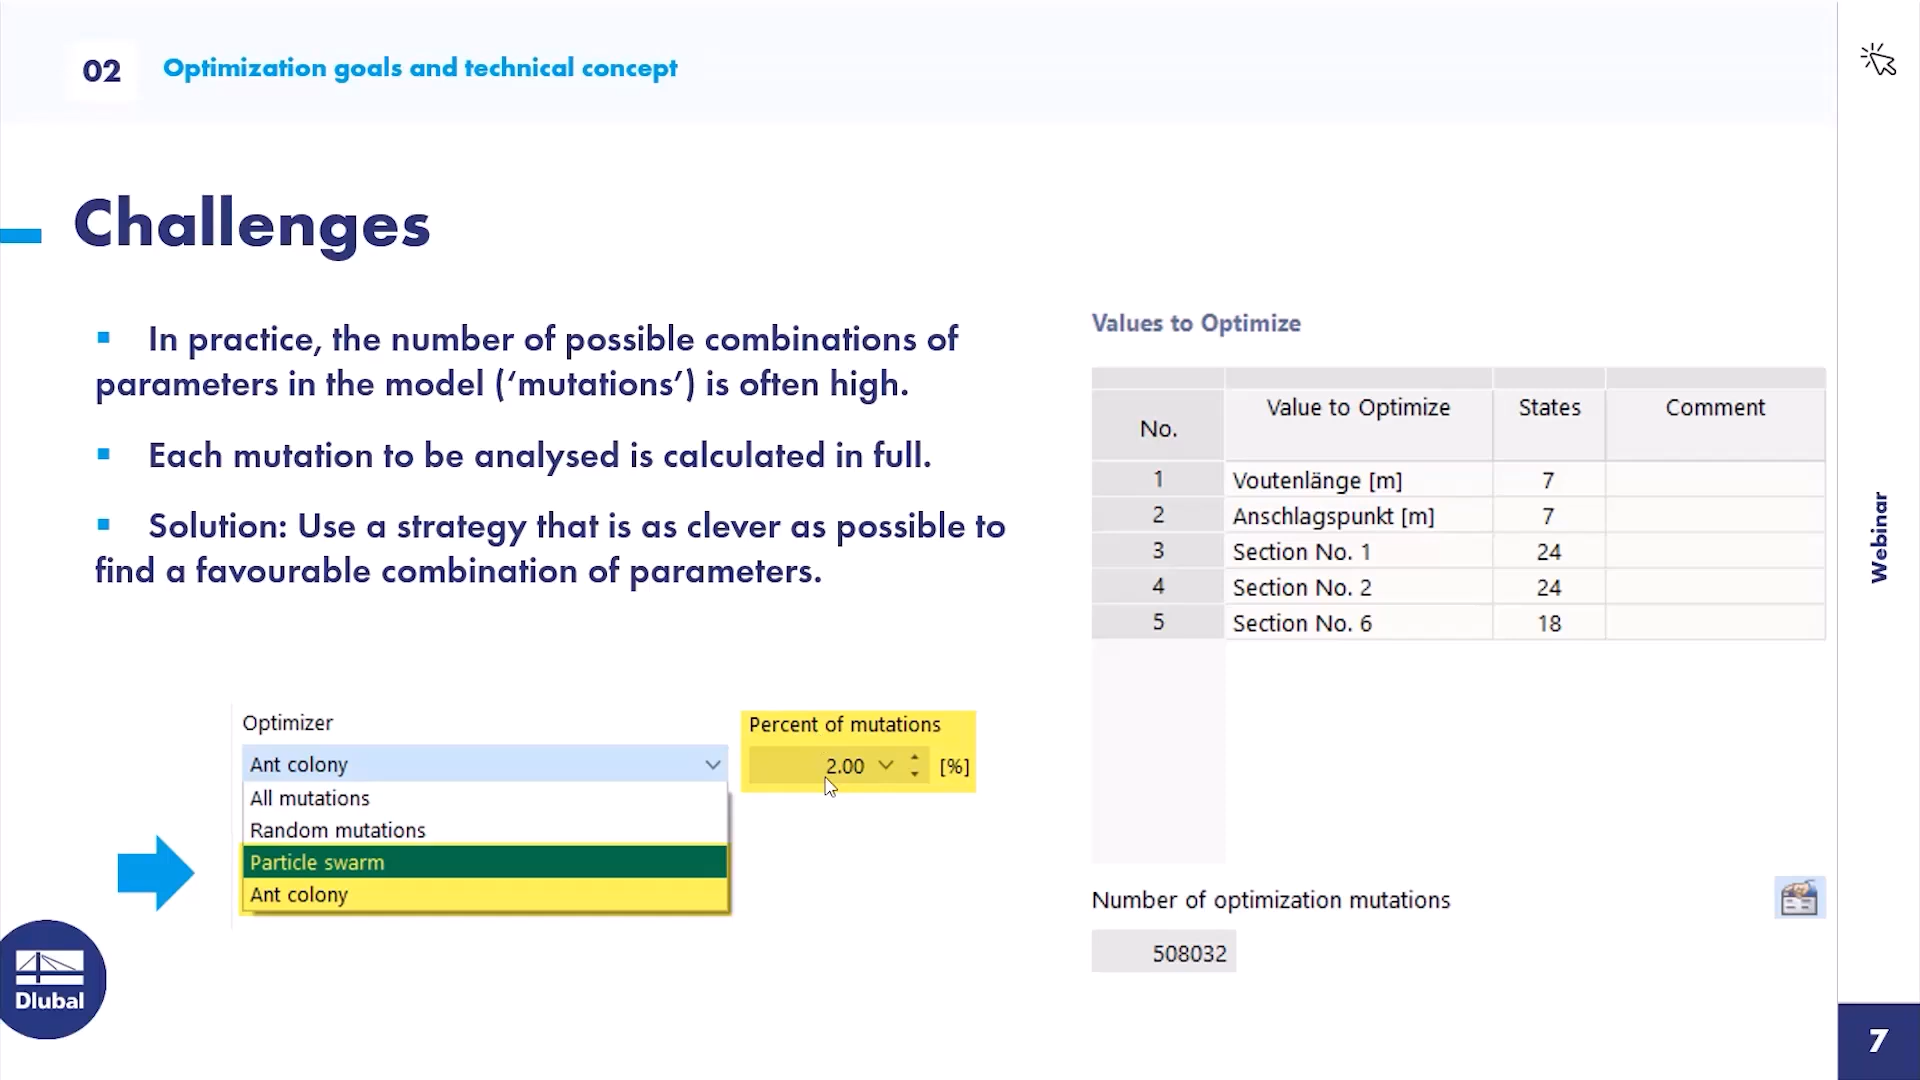 02 Optimization goals and technical concept
Challenges
▪ In practice, the number of possible combinations of
parameters in the model (‘mutations’) is often high.
▪ Each mutation to be analysed is calculated in full.
▪ Solution: Use a strategy that is as clever as possible to
find a favourable combination of parameters.
Optimizer
Ant colony
All mutations
Random mutations
Particle swarm
Ant colony
Percent of mutations
2.00 [%]
Values to Optimize
No. Value to Optimize States Comment
1 Voutenlänge [m] 7
2 Anschlagspunkt [m] 7
3 Section No. 1 24
4 Section No. 2 24
5 Section No. 6 18
Number of optimization mutations
508032
Dlubal
Webinar
7